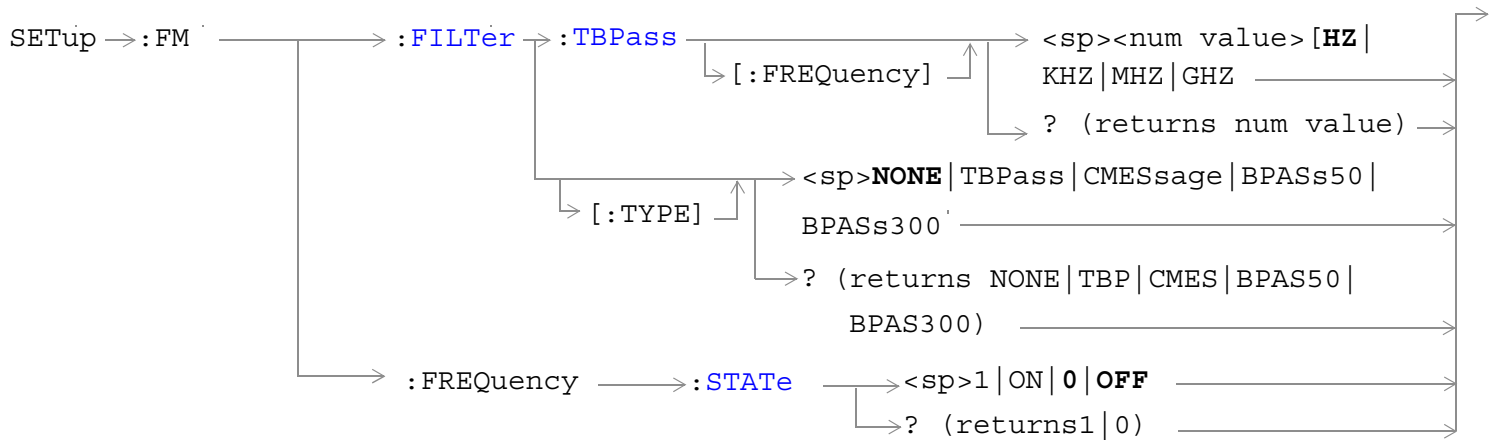 SETup :FM :FILTer :TBPass <sp><num value>[HZ|
[:FREQuency] KHZ|MHZ|GHZ
? (returns num value)
<sp>NONE|TBPass|CMESsage|BPASs50|
[:TYPE] BPASs300
? (returns NONE|TBP|CMES|BPAS50|
BPAS300)
:FREQuency :STATe <sp>1|ON|0|OFF
? (returns1|0)